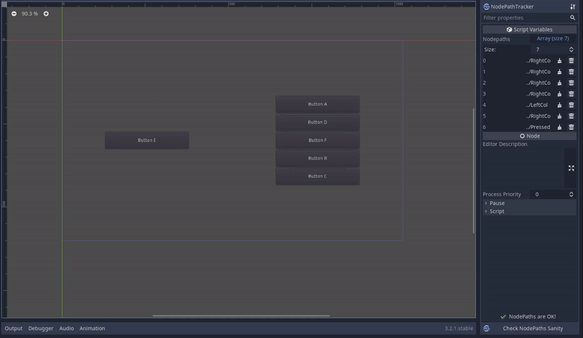 90.3 %
NodePathTracker
Filter properties
Script Variables
Nodepaths
Array (size 7)
Size:
7
0
../RightCo
1
../RightCo
2
../RightCo
3
../RightCo
4
../LeftCol
5
../RightCo
6
../Pressed
Node
Editor Description
Process Priority
0
Pause
Script
NodePaths are OK!
Check NodePaths Sanity
Button A
Button D
Button E
Button F
Button B
Button C
Output
Debugger
Audio
Animation
3.2.1.stable